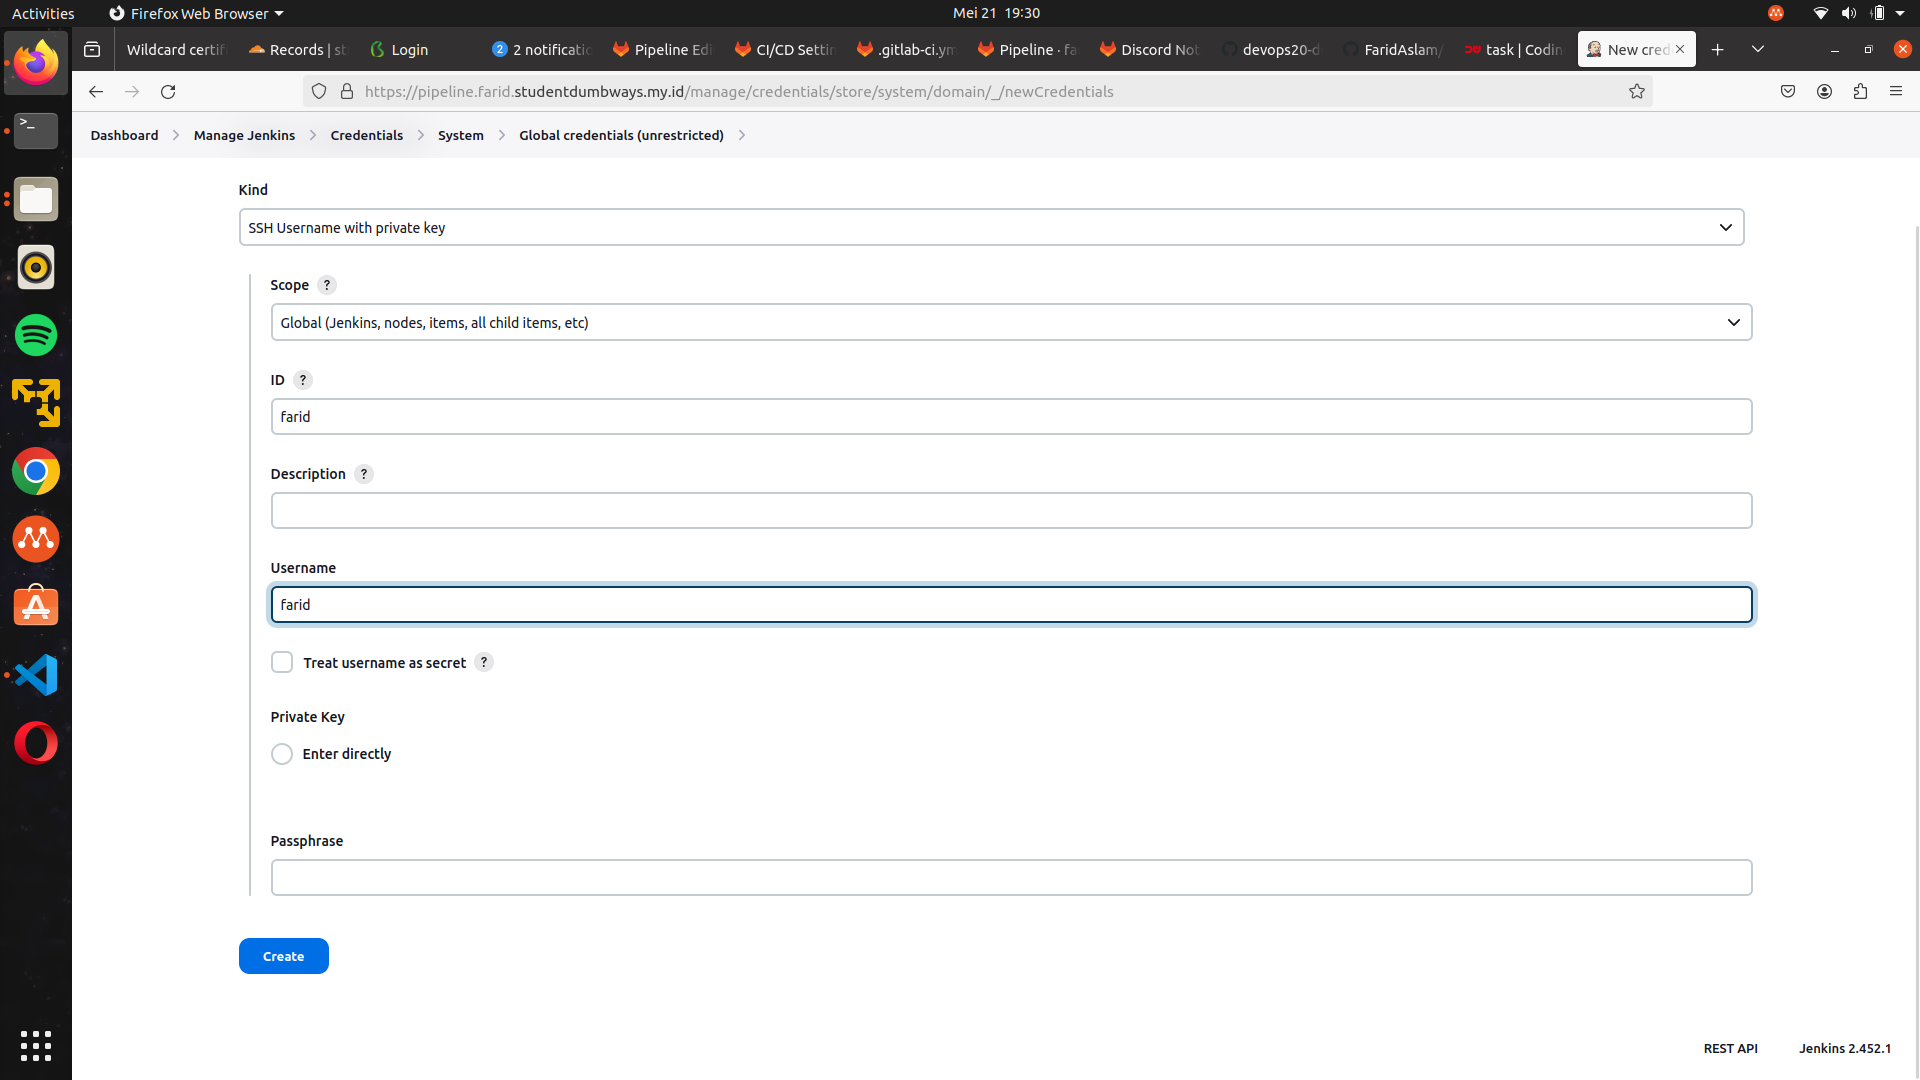 Activities
Firefox Web Browser
Mei 21 19:30
Wildcard certif
Records | st
Login
2 notificatio
Pipeline Edi
CI/CD Settin
.gitlab-ci.ym
Pipeline · fa
Discord Not
devops20-d
FaridAslam/
task | Codin
New cred
https://pipeline.farid.studentdumbways.my.id/manage/credentials/store/system/domain/_/newCredentials
Dashboard
Manage Jenkins
Credentials
System
Global credentials (unrestricted)
Kind
SSH Username with private key
Scope ?
Global (Jenkins, nodes, items, all child items, etc)
ID ?
farid
Description ?
Username
farid
Treat username as secret ?
Private Key
Enter directly
Passphrase
Create
REST API
Jenkins 2.452.1